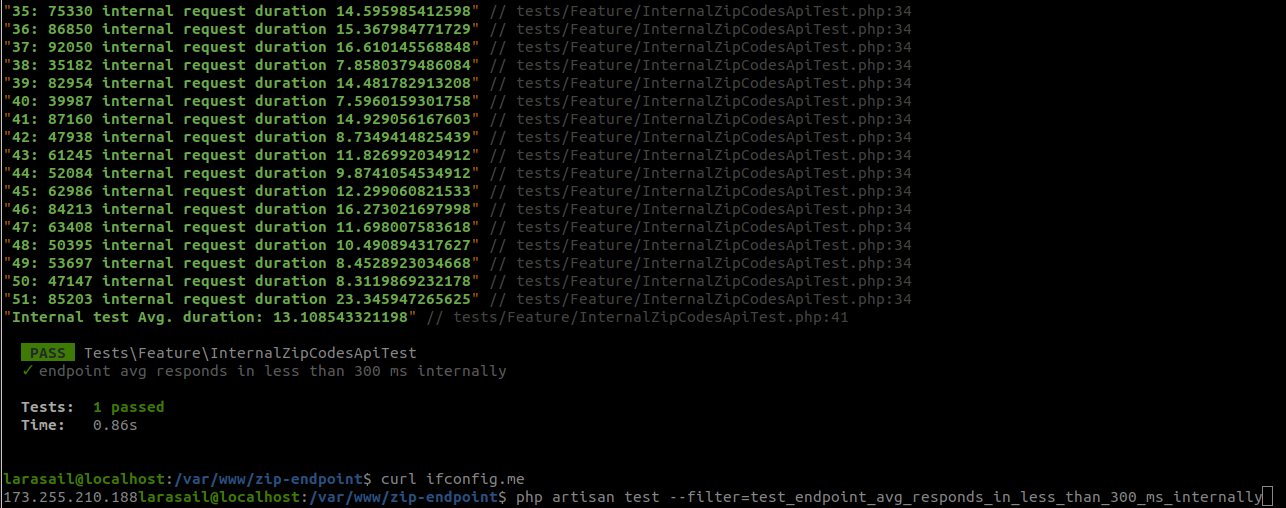 "35: 75330 internal request duration 14.595985412598" // tests/Feature/InternalZipCodesApiTest.php:34
"36: 86850 internal request duration 15.367984771729" // tests/Feature/InternalZipCodesApiTest.php:34
"37: 92050 internal request duration 16.610145568848" // tests/Feature/InternalZipCodesApiTest.php:34
"38: 35182 internal request duration 7.8580379486084" // tests/Feature/InternalZipCodesApiTest.php:34
"39: 82954 internal request duration 14.481782913208" // tests/Feature/InternalZipCodesApiTest.php:34
"40: 39987 internal request duration 7.5960159301758" // tests/Feature/InternalZipCodesApiTest.php:34
"41: 87160 internal request duration 14.929056167603" // tests/Feature/InternalZipCodesApiTest.php:34
"42: 47938 internal request duration 8.7349414825439" // tests/Feature/InternalZipCodesApiTest.php:34
"43: 61245 internal request duration 11.826992034912" // tests/Feature/InternalZipCodesApiTest.php:34
"44: 52084 internal request duration 9.8741054534912" // tests/Feature/InternalZipCodesApiTest.php:34
"45: 62986 internal request duration 12.299060821533" // tests/Feature/InternalZipCodesApiTest.php:34
"46: 84213 internal request duration 16.273021697998" // tests/Feature/InternalZipCodesApiTest.php:34
"47: 63408 internal request duration 11.698007583618" // tests/Feature/InternalZipCodesApiTest.php:34
"48: 50395 internal request duration 10.490894317627" // tests/Feature/InternalZipCodesApiTest.php:34
"49: 53697 internal request duration 8.4528923034668" // tests/Feature/InternalZipCodesApiTest.php:34
"50: 47147 internal request duration 8.3119869232178" // tests/Feature/InternalZipCodesApiTest.php:34
"51: 85203 internal request duration 23.345947265625" // tests/Feature/InternalZipCodesApiTest.php:34
"Internal test Avg. duration: 13.108543321198" // tests/Feature/InternalZipCodesApiTest.php:41
PASS Tests\Feature\InternalZipCodesApiTest
✓ endpoint avg responds in less than 300 ms internally
Tests: 1 passed
Time: 0.86s
larasail@localhost:/var/www/zip-endpoint$ curl ifconfig.me
173.255.210.188larasail@localhost:/var/www/zip-endpoint$ php artisan test --filter=test_endpoint_avg_responds_in_less_than_300_ms_internally